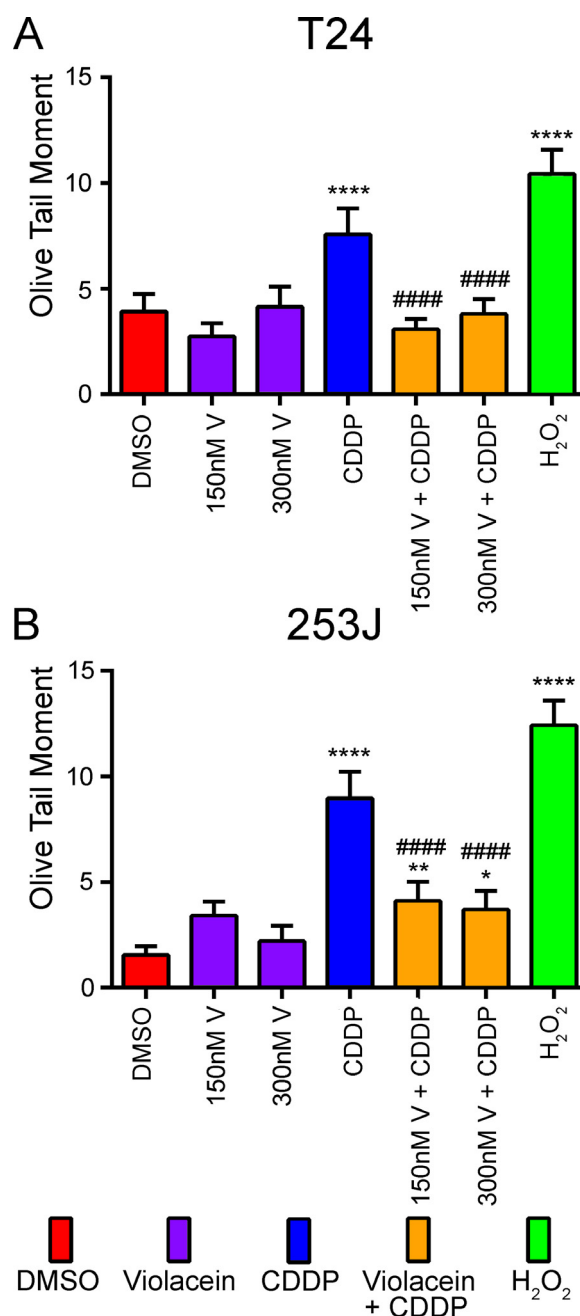 A
T24
Olive Tail Moment
15
10
5
0
****
####
####
****
DMSO
150nM V
300nM V
CDDP
150nM V + CDDP
300nM V + CDDP
H₂O₂
B
253J
Olive Tail Moment
15
10
5
0
****
####
**
####
*
****
DMSO
150nM V
300nM V
CDDP
150nM V + CDDP
300nM V + CDDP
H₂O₂
DMSO
Violacein
CDDP
Violacein
+ CDDP
H₂O₂